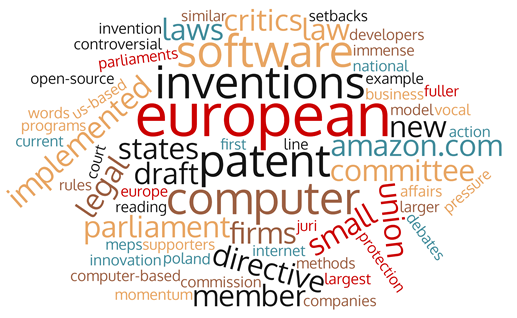 similar setbacks
invention laws critics law developers
controversial immense
parliaments software national
open-source inventions example
us-based business fuller
words european model vocal
programs implemented new action
current court states patent first line amazon.com
legal draft committee
rules europe computer union affairs pressure
reading larger
parliament firms juri small protection debates
meps supporters internet
innovation poland directive methods
computer-based commission largest
momentum member companies